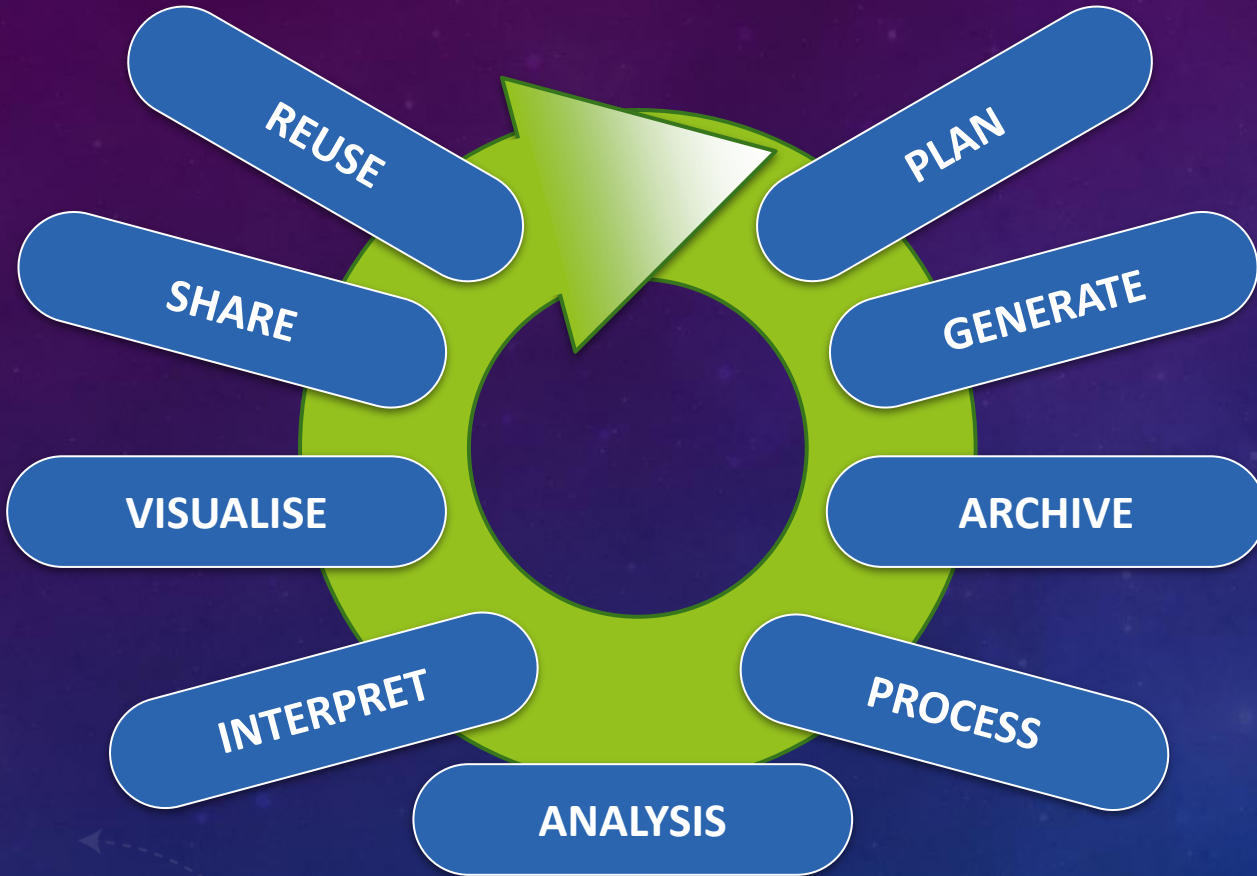 PLAN
GENERATE
ARCHIVE
PROCESS
ANALYSIS
INTERPRET
VISUALISE
SHARE
REUSE